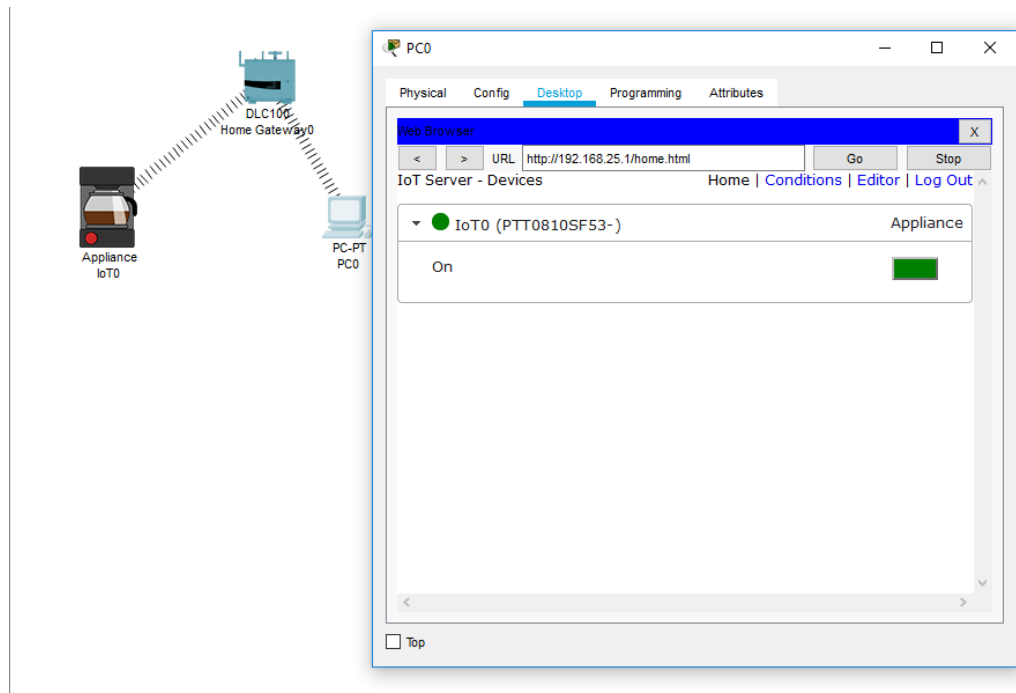 PC0
Physical Config Desktop Programming Attributes
Web Browser X
< > URL http://192.168.25.1/home.html Go Stop
IoT Server - Devices Home | Conditions | Editor | Log Out
IoT0 (PTT0810SF53-) Appliance
On
Top
DLC100
Home Gateway0
Appliance
IoT0
PC-PT
PC0